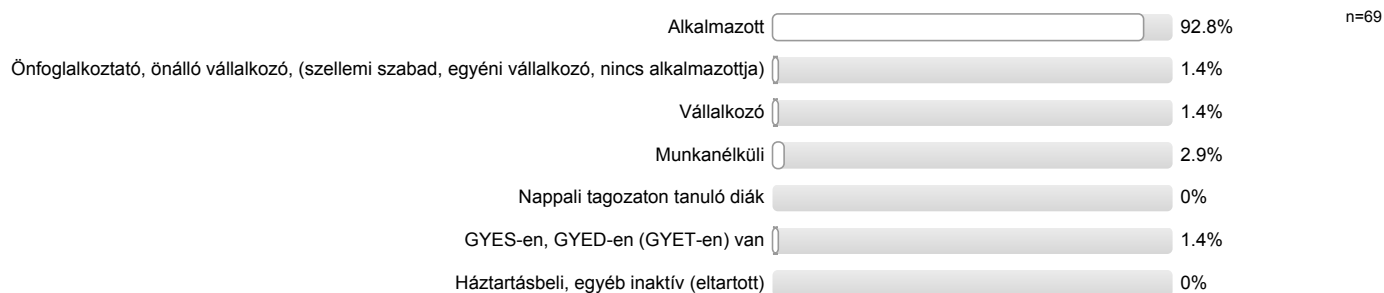 Alkalmazott 92.8% n=69
Önfoglalkoztató, önálló vállalkozó, (szellemi szabad, egyéni vállalkozó, nincs alkalmazottja) 1.4%
Vállalkozó 1.4%
Munkanélküli 2.9%
Nappali tagozaton tanuló diák 0%
GYES-en, GYED-en (GYET-en) van 1.4%
Háztartásbeli, egyéb inaktív (eltartott) 0%